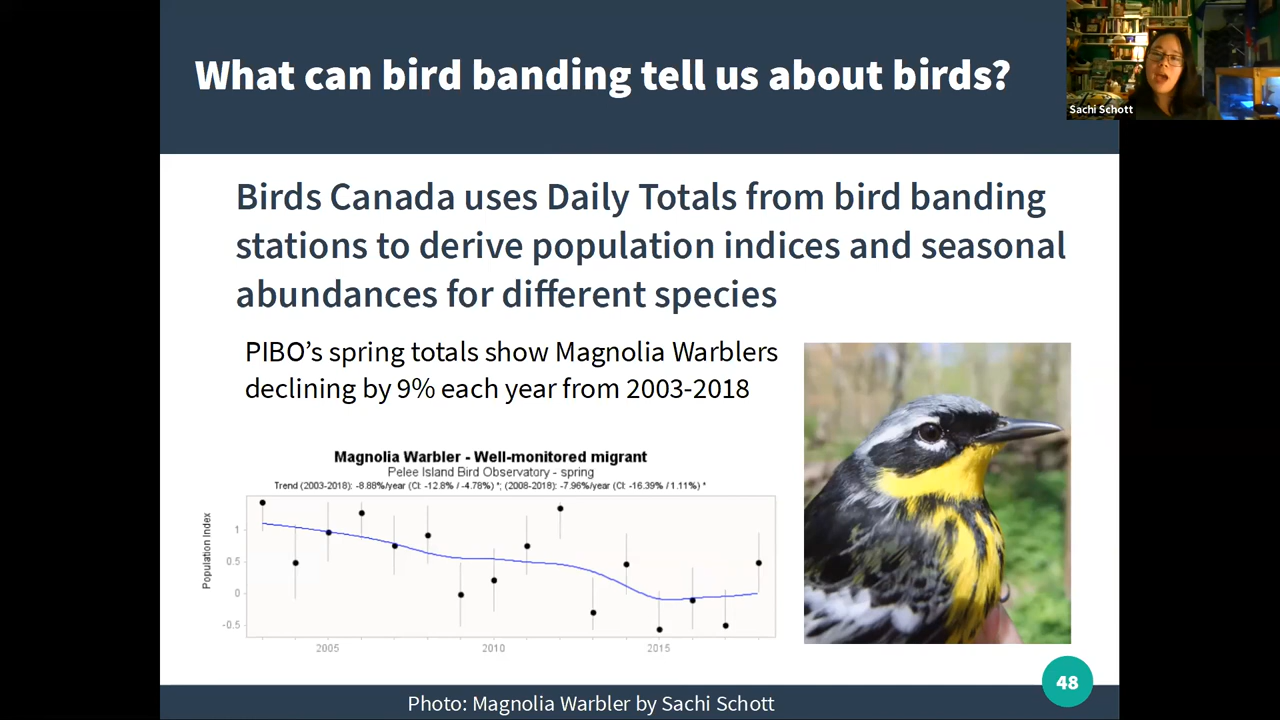 What can bird banding tell us about birds?
Sachi Schott
Birds Canada uses Daily Totals from bird banding
stations to derive population indices and seasonal
abundances for different species
PIBO’s spring totals show Magnolia Warblers
declining by 9% each year from 2003-2018
Magnolia Warbler - Well-monitored migrant
Pelee Island Bird Observatory - spring
Trend (2003-2018): -8.88%/year (CI: -12.8% / -4.78%) *; (2008-2018): -7.96%/year (CI: -16.39% / 1.11%) *
Population Index
1
0.5
0
-0.5
2005 2010 2015
48
Photo: Magnolia Warbler by Sachi Schott